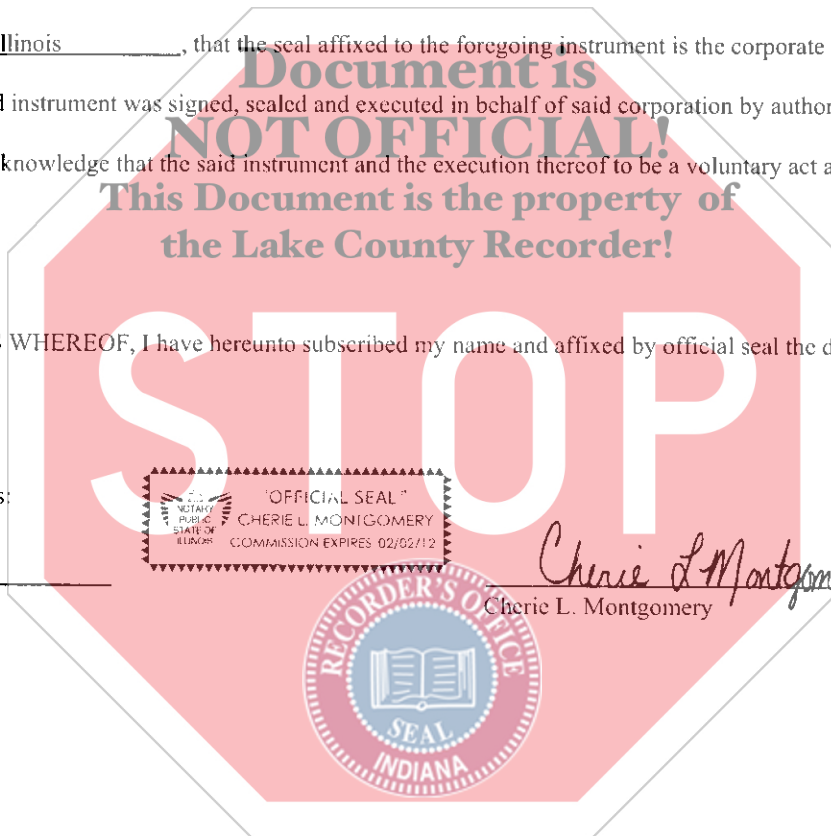 llinois , that the seal affixed to the foregoing instrument is the corporate
Document is
instrument was signed, sealed and executed in behalf of said corporation by author
NOT OFFICIAL!
knowledge that the said instrument and the execution thereof to be a voluntary act a
This Document is the property of
the Lake County Recorder!
WHEREOF, I have hereunto subscribed my name and affixed by official seal the d
STOP
s:
"OFFICIAL SEAL"
NOTARY
PUBLIC
STATE OF
ILLINOIS
CHERIE L. MONTGOMERY
COMMISSION EXPIRES 02/02/12
Cherie L Montgom
Cherie L. Montgomery
RECORDER'S OFFICE
SEAL
INDIANA